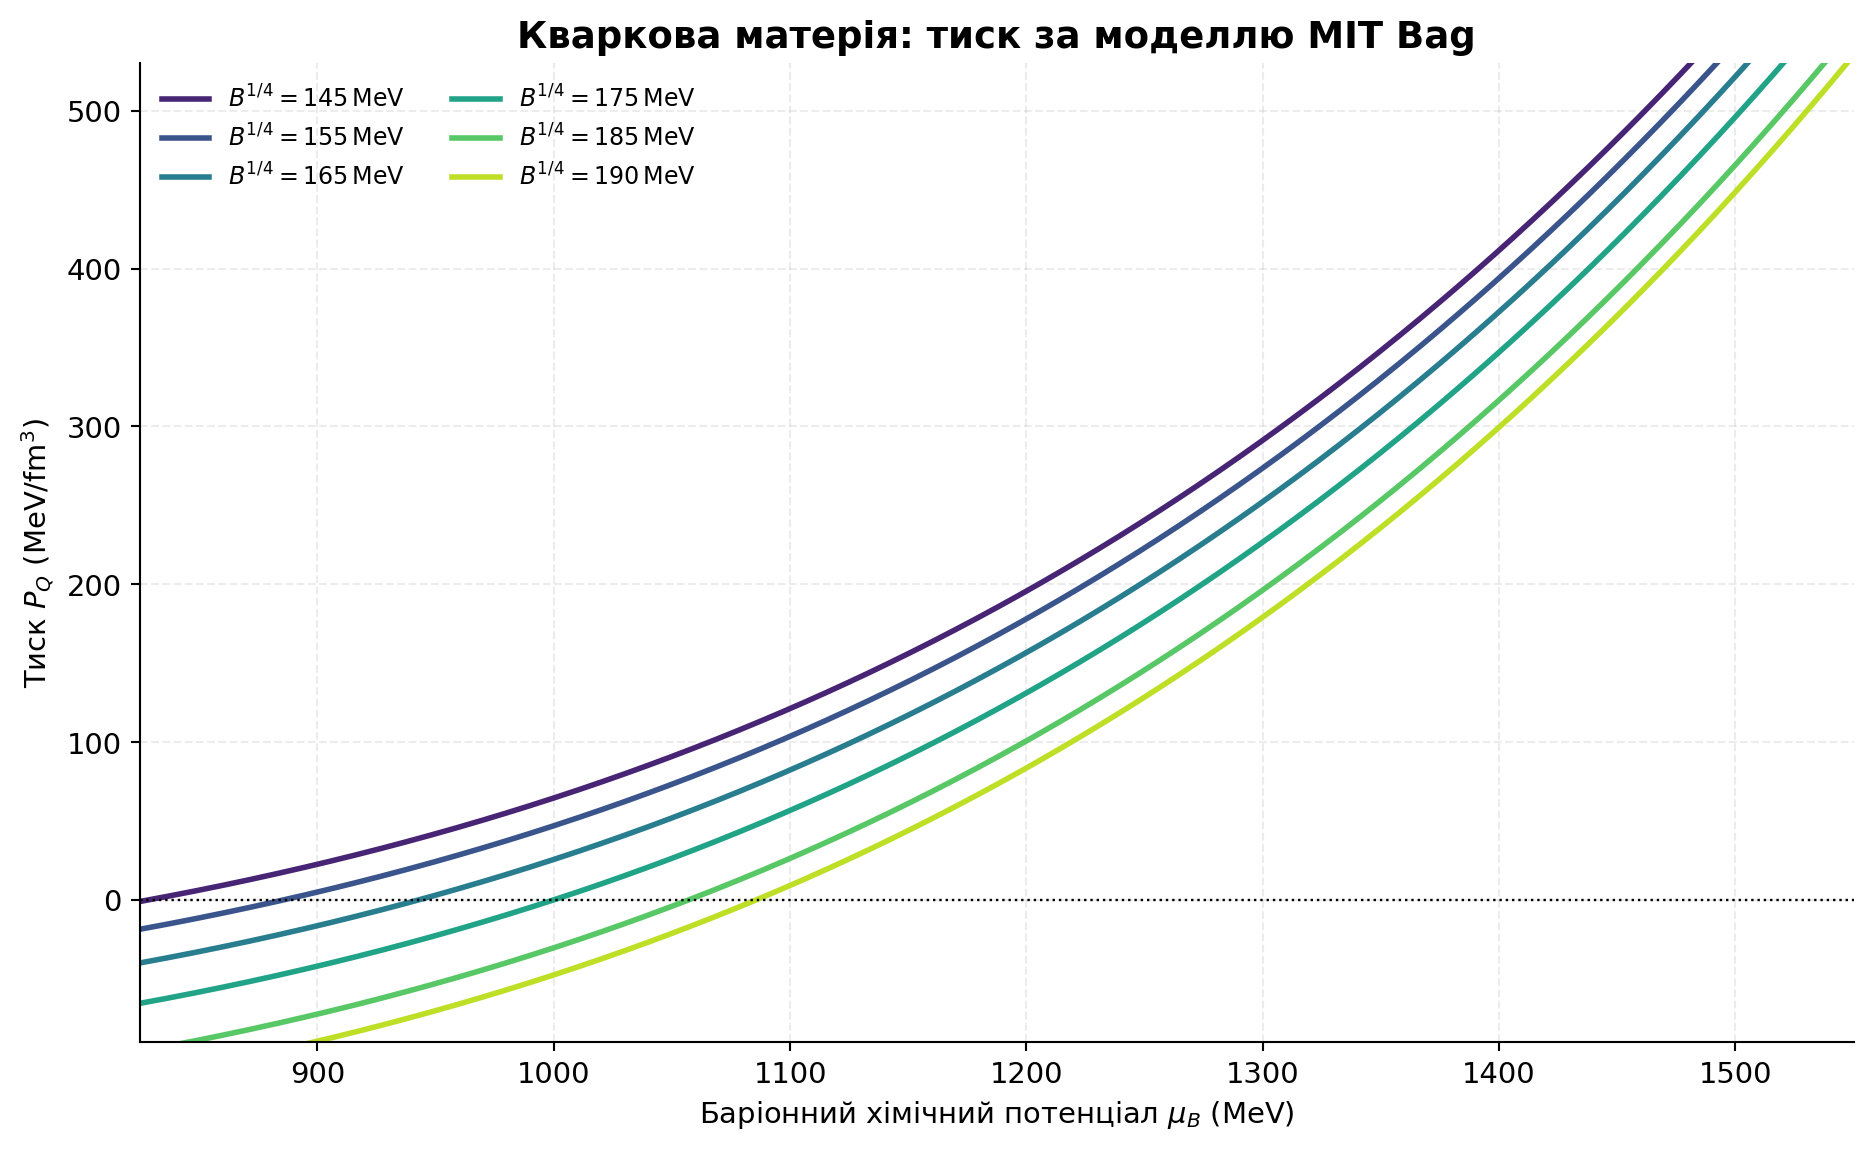 Кваркова матерія: тиск за моделлю MIT Bag
B^{1/4} = 145 MeV
B^{1/4} = 155 MeV
B^{1/4} = 165 MeV
B^{1/4} = 175 MeV
B^{1/4} = 185 MeV
B^{1/4} = 190 MeV
Тиск P_Q (MeV/fm³)
500
400
300
200
100
0
900 1000 1100 1200 1300 1400 1500
Баріонний хімічний потенціал μ_B (MeV)